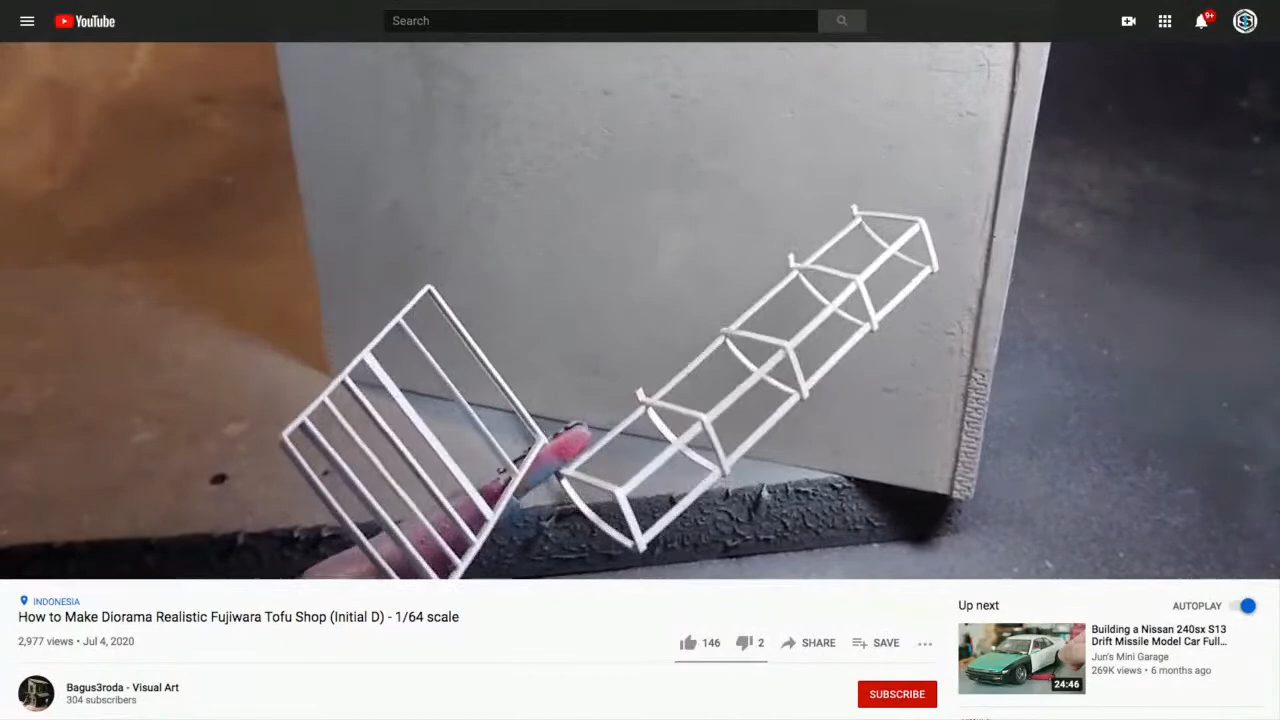 YouTube
Search
9+
INDONESIA
How to Make Diorama Realistic Fujiwara Tofu Shop (Initial D) - 1/64 scale
2,977 views • Jul 4, 2020
146
2
SHARE
SAVE
Bagus3roda - Visual Art
304 subscribers
SUBSCRIBE
Up next
AUTOPLAY
24:46
Building a Nissan 240sx S13
Drift Missile Model Car Full...
Jun's Mini Garage
269K views • 6 months ago